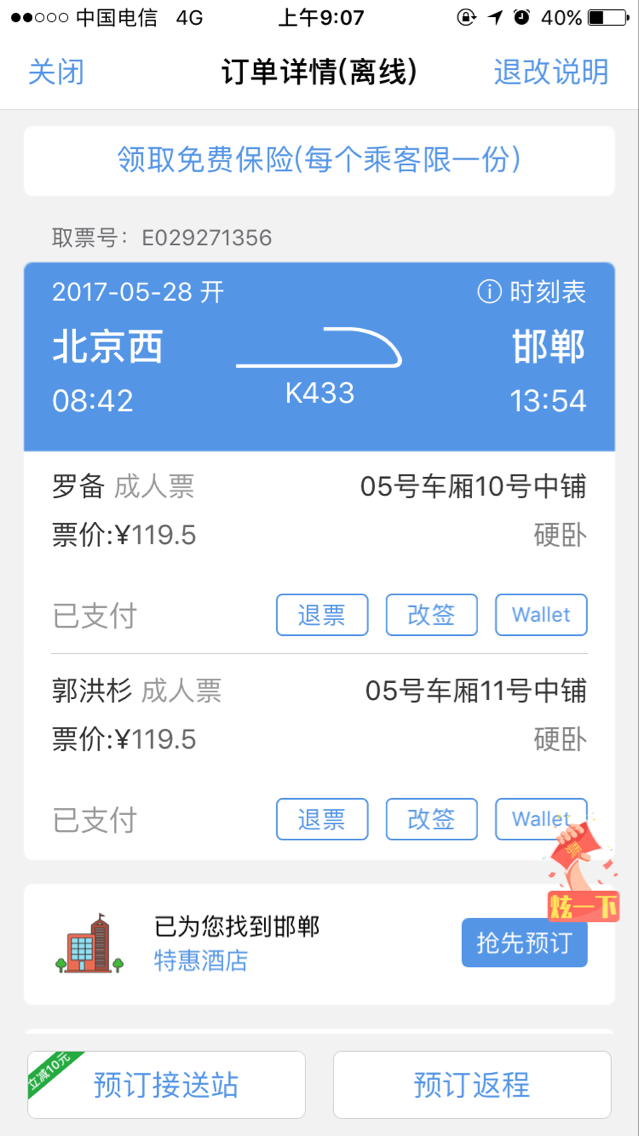 中国电信 4G 上午9:07 40%
关闭 订单详情(离线) 退改说明
领取免费保险(每个乘客限一份)
取票号：E029271356
2017-05-28 开 时刻表
北京西 邯郸
08:42 K433 13:54
罗备 成人票 05号车厢10号中铺
票价:¥119.5 硬卧
已支付 退票 改签 Wallet
郭洪杉 成人票 05号车厢11号中铺
票价:¥119.5 硬卧
已支付 退票 改签 Wallet
票
炫一下
已为您找到邯郸
特惠酒店 抢先预订
立减10元
预订接送站 预订返程